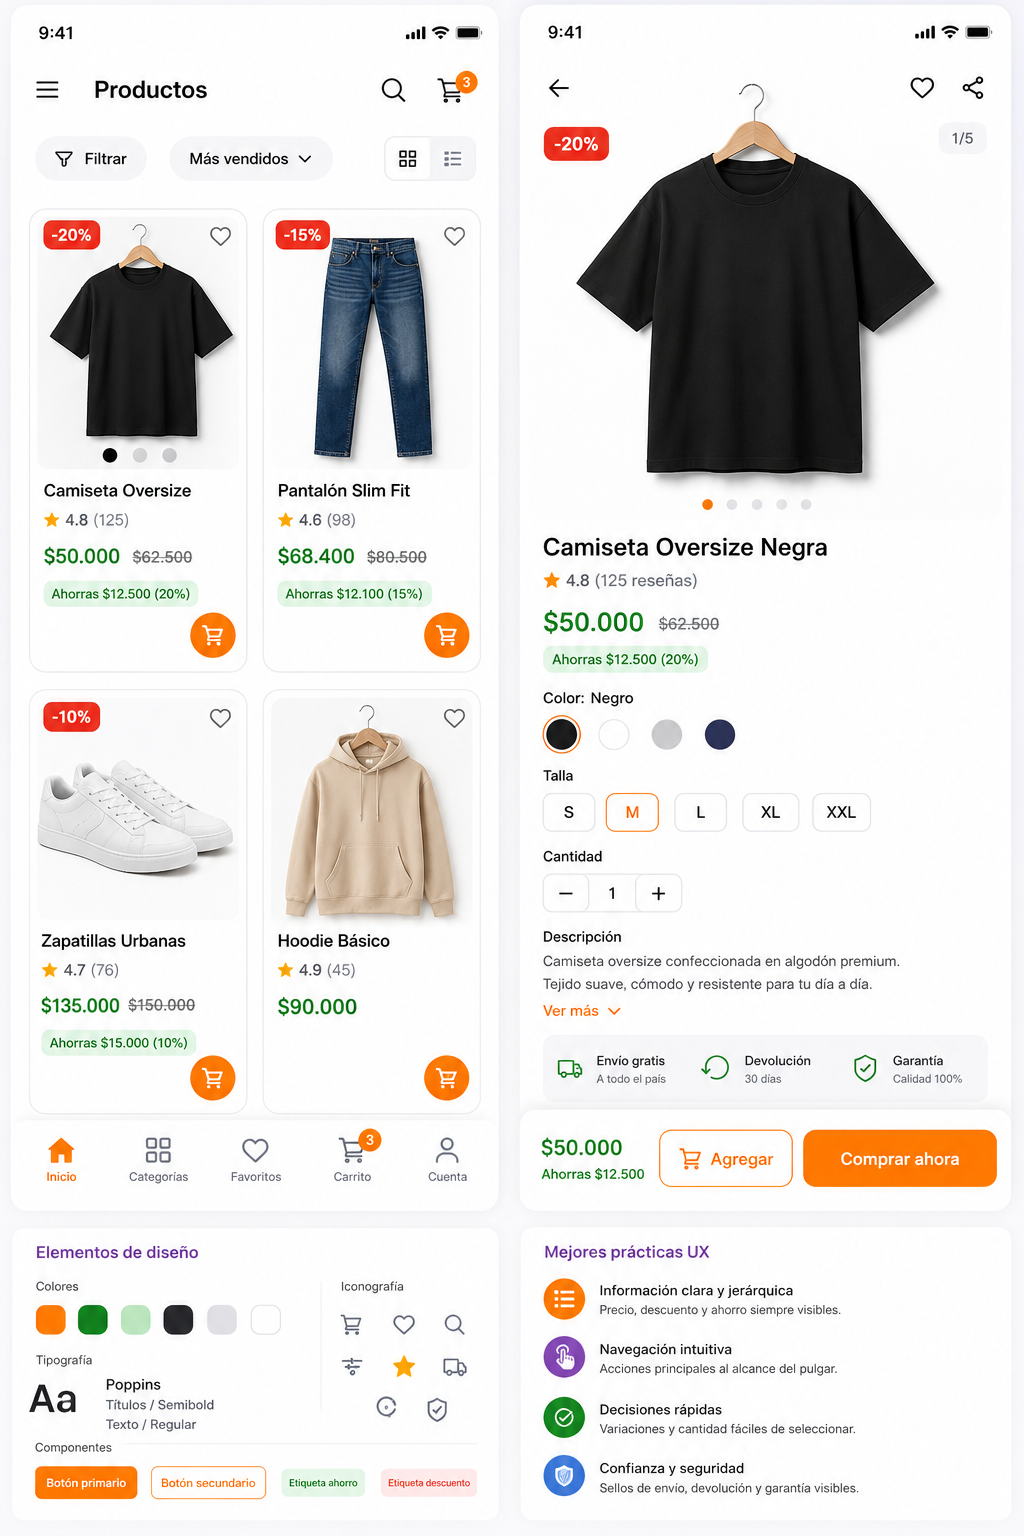 9:41
Productos
3
Filtrar
Más vendidos
-20%
Camiseta Oversize
4.8 (125)
$50.000 $62.500
Ahorras $12.500 (20%)
-15%
Pantalón Slim Fit
4.6 (98)
$68.400 $80.500
Ahorras $12.100 (15%)
-10%
Zapatillas Urbanas
4.7 (76)
$135.000 $150.000
Ahorras $15.000 (10%)
Hoodie Básico
4.9 (45)
$90.000
Inicio
Categorías
Favoritos
3
Carrito
Cuenta
9:41
-20%
1/5
Camiseta Oversize Negra
4.8 (125 reseñas)
$50.000 $62.500
Ahorras $12.500 (20%)
Color: Negro
Talla
S M L XL XXL
Cantidad
− 1 +
Descripción
Camiseta oversize confeccionada en algodón premium.
Tejido suave, cómodo y resistente para tu día a día.
Ver más
Envío gratis
A todo el país
Devolución
30 días
Garantía
Calidad 100%
$50.000
Ahorras $12.500
Agregar
Comprar ahora
Elementos de diseño
Colores
Iconografía
Tipografía
Aa
Poppins
Títulos / Semibold
Texto / Regular
Componentes
Botón primario
Botón secundario
Etiqueta ahorro
Etiqueta descuento
Mejores prácticas UX
Información clara y jerárquica
Precio, descuento y ahorro siempre visibles.
Navegación intuitiva
Acciones principales al alcance del pulgar.
Decisiones rápidas
Variaciones y cantidad fáciles de seleccionar.
Confianza y seguridad
Sellos de envío, devolución y garantía visibles.